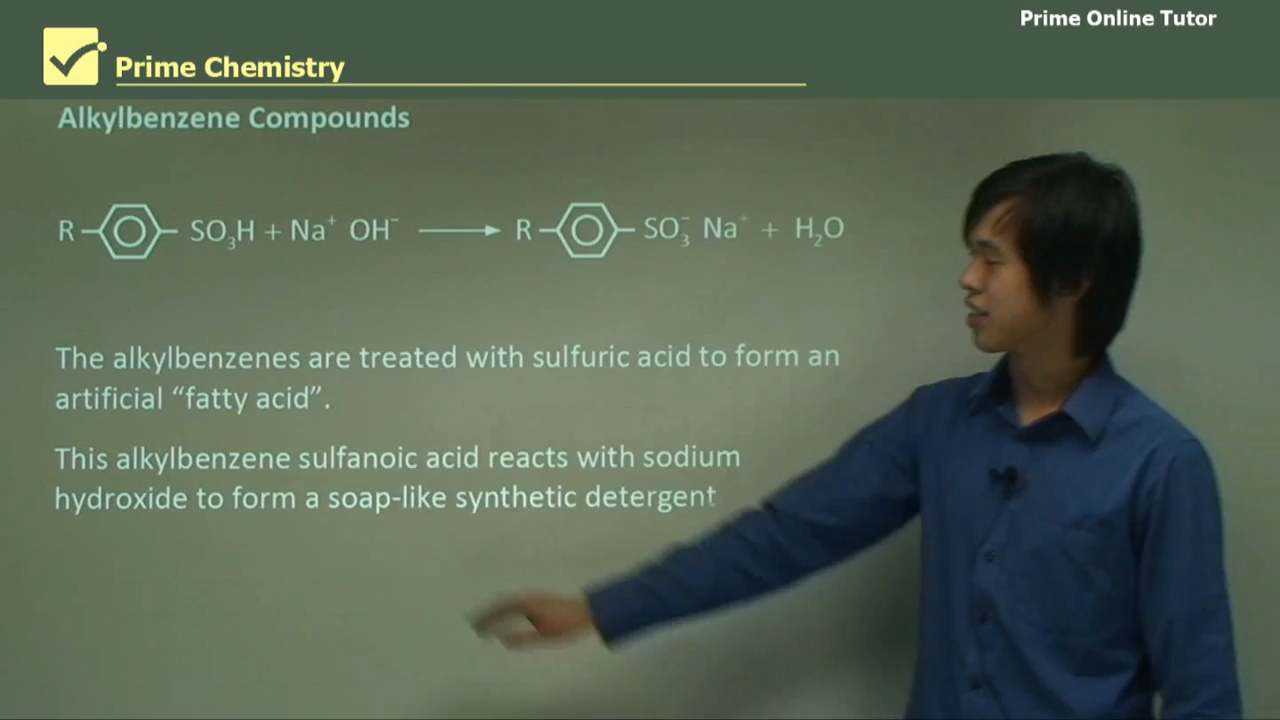 Prime Online Tutor
Prime Chemistry
Alkylbenzene Compounds
R SO₃H + Na⁺ OH⁻ ⟶ R SO₃⁻ Na⁺ + H₂O
The alkylbenzenes are treated with sulfuric acid to form an
artificial “fatty acid”.
This alkylbenzene sulfanoic acid reacts with sodium
hydroxide to form a soap-like synthetic detergent